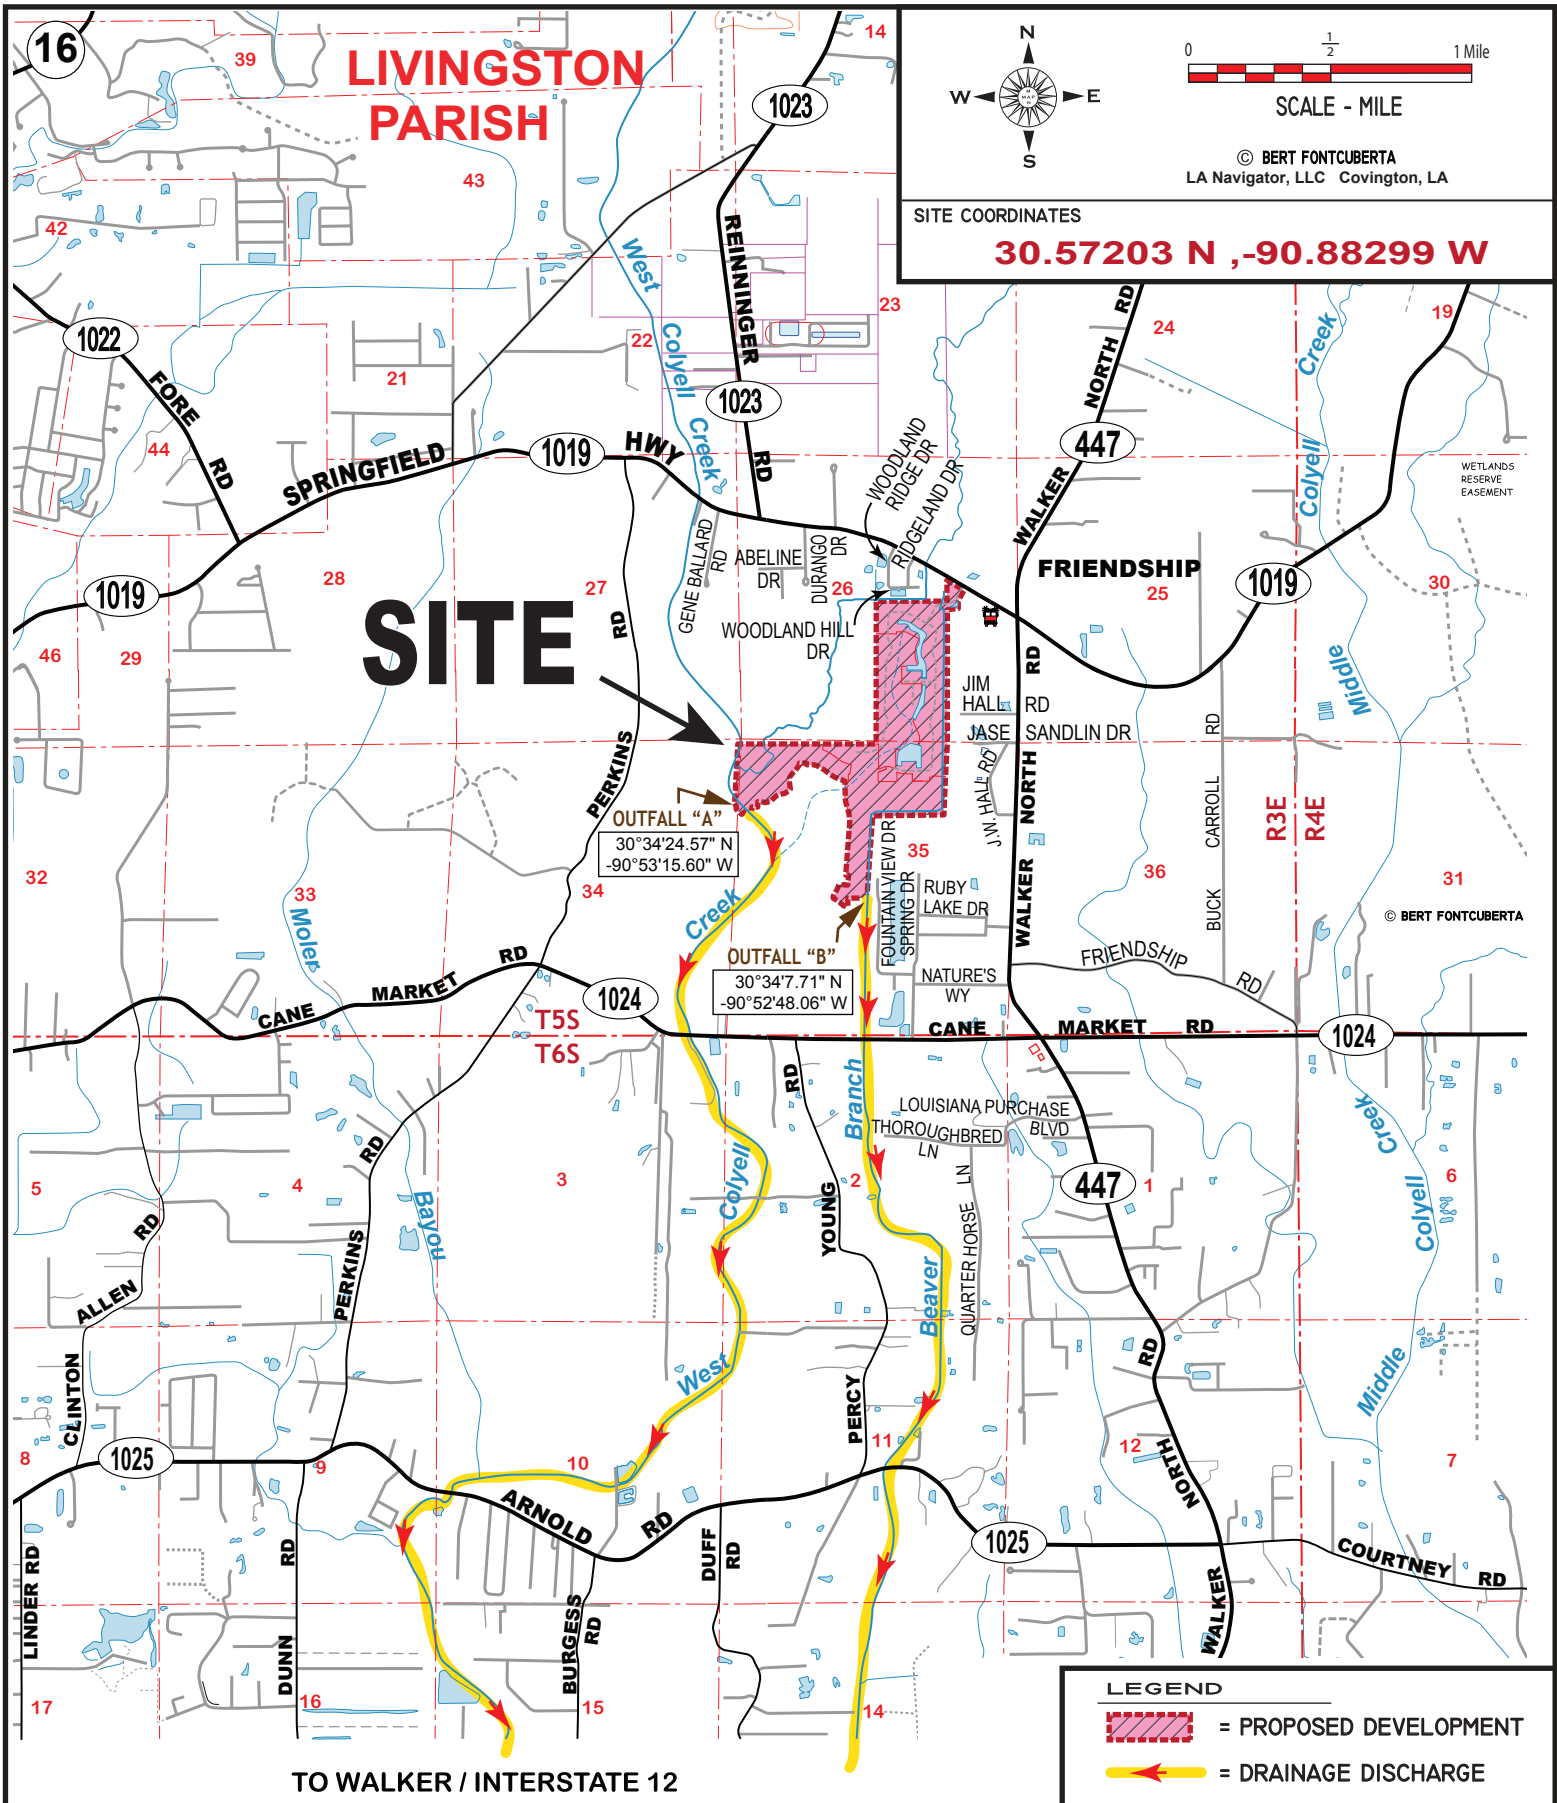 16
39
LIVINGSTON
PARISH
14
1023
N
W
E
S
MAP
0
1
2
1 Mile
SCALE - MILE
© BERT FONTCUBERTA
LA Navigator, LLC Covington, LA
SITE COORDINATES
30.57203 N ,-90.88299 W
43
42
West
Colyell
Creek
REINNINGER
1023
RD
22
23
24
19
1022
FORE
RD
21
44
SPRINGFIELD
1019
HWY
WALKER
NORTH
RD
447
Creek
Colyell
Middle
WETLANDS
RESERVE
EASEMENT
WOODLAND
RIDGE DR
RIDGELAND DR
GENE BALLARD
RD
ABELINE
DR
DURANGO
DR
26
WOODLAND HILL
DR
FRIENDSHIP
25
1019
30
1019
28
27
46
29
SITE
RD
PERKINS
JIM
HALL RD
JASE SANDLIN DR
J.W. HALL RD
RD
NORTH
WALKER
RD
CARROLL
BUCK
R3E
R4E
OUTFALL “A”
30°34'24.57" N
-90°53'15.60" W
32
33
34
35
36
31
© BERT FONTCUBERTA
Moler
Creek
FOUNTAIN VIEW DR
SPRING DR
RUBY
LAKE DR
OUTFALL “B”
30°34'7.71" N
-90°52'48.06" W
NATURE'S
WY
FRIENDSHIP
RD
CANE
MARKET
RD
1024
T5S
T6S
CANE
MARKET
RD
1024
RD
Branch
LOUISIANA PURCHASE
BLVD
THOROUGHBRED
LN
Creek
Colyell
Middle
5
4
3
2
1
6
447
RD
Bayou
Colyell
YOUNG
QUARTER HORSE LN
Beaver
RD
ALLEN
CLINTON
PERKINS
West
PERCY
RD
NORTH
8
1025
9
10
11
12
7
ARNOLD
RD
1025
COURTNEY
RD
LINDER RD
RD
DUNN
BURGESS
RD
DUFF
RD
WALKER
17
16
15
14
LEGEND
= PROPOSED DEVELOPMENT
= DRAINAGE DISCHARGE
TO WALKER / INTERSTATE 12